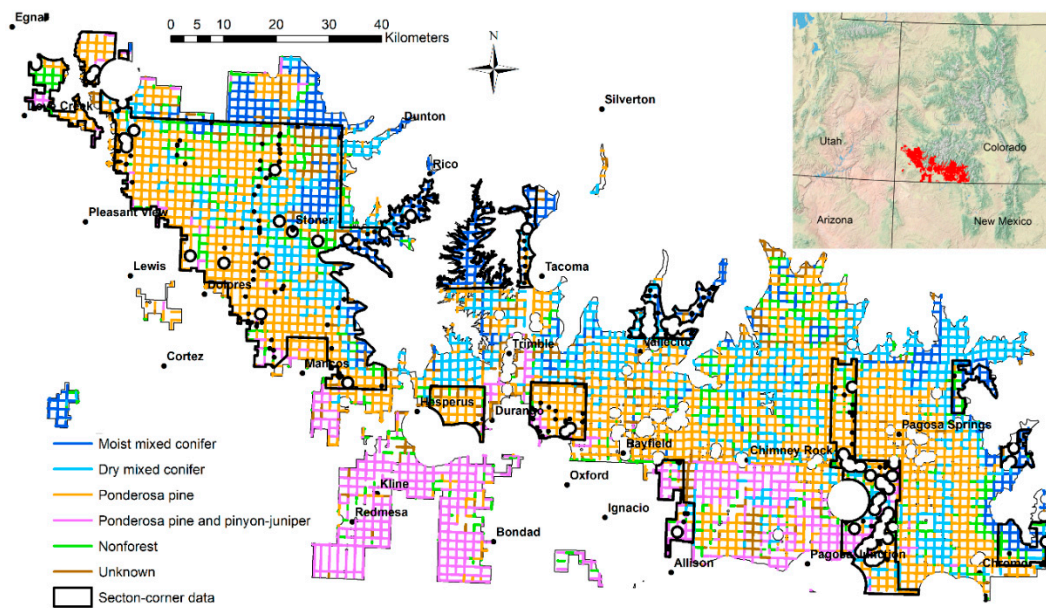 Egnar
0 10 20 30 40
Kilometers
N
Silverton
Dove Creek
Dunton
Utah
Colorado
Arizona
New Mexico
Rico
Pleasant View
Stoner
Lewis
Tacoma
Dolores
Cortez
Trimble
Vallecito
Mancos
Hesperus
Durango
Pagosa Springs
Bayfield
Chimney Rock
Moist mixed conifer
Dry mixed conifer
Ponderosa pine
Ponderosa pine and pinyon-juniper
Nonforest
Unknown
Secton-corner data
Oxford
Kline
Redmesa
Ignacio
Bondad
Allison
Pagosa Junction
Chromo